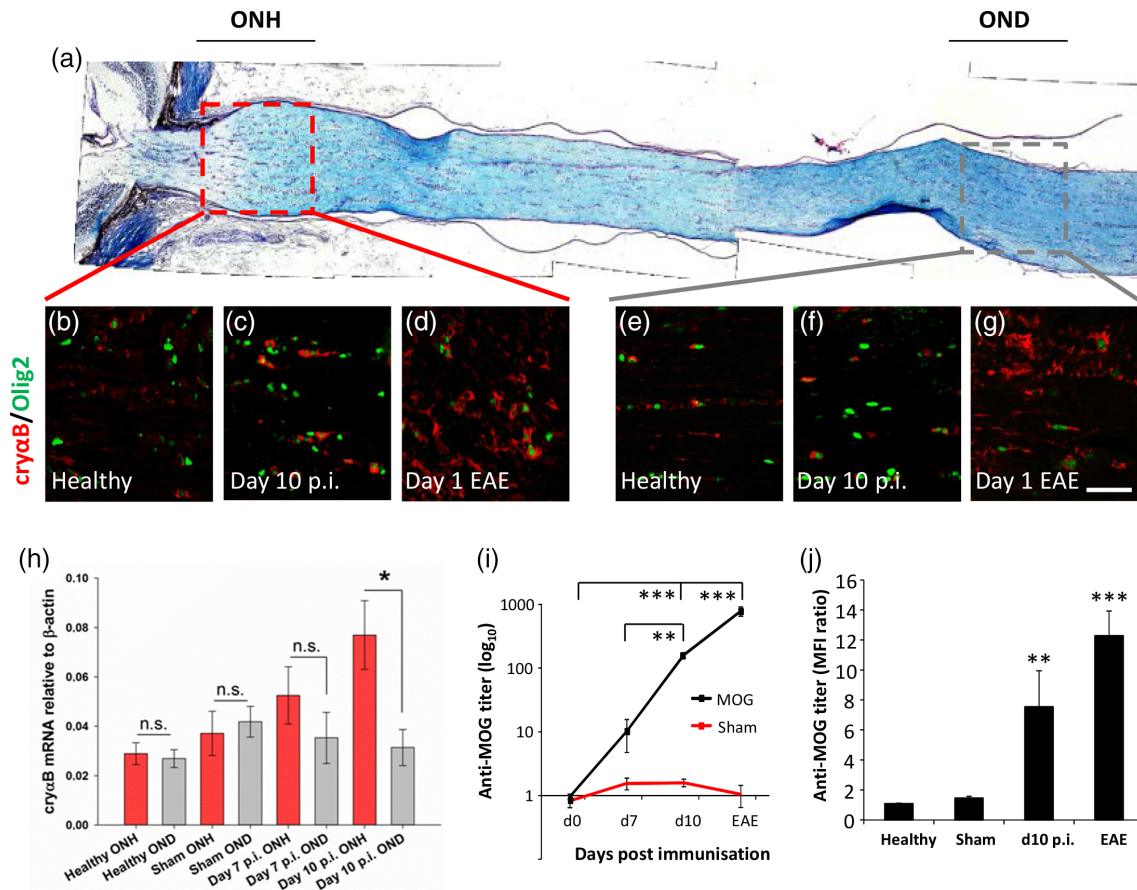 ONH
OND
(a)
(b)
(c)
(d)
(e)
(f)
(g)
cryαB/Olig2
Healthy
Day 10 p.i.
Day 1 EAE
Healthy
Day 10 p.i.
Day 1 EAE
(h)
cryαB mRNA relative to β-actin
0.10
0.08
0.06
0.04
0.02
0.00
n.s.
n.s.
n.s.
*
Healthy ONH
Healthy OND
Sham ONH
Sham OND
Day 7 p.i. ONH
Day 7 p.i. OND
Day 10 p.i. ONH
Day 10 p.i. OND
(i)
Anti-MOG titer (log₁₀)
1000
100
10
1
***
***
**
MOG
Sham
d0
d7
d10
EAE
Days post immunisation
(j)
Anti-MOG titer (MFI ratio)
16
14
12
10
8
6
4
2
0
**
***
Healthy
Sham
d10 p.i.
EAE